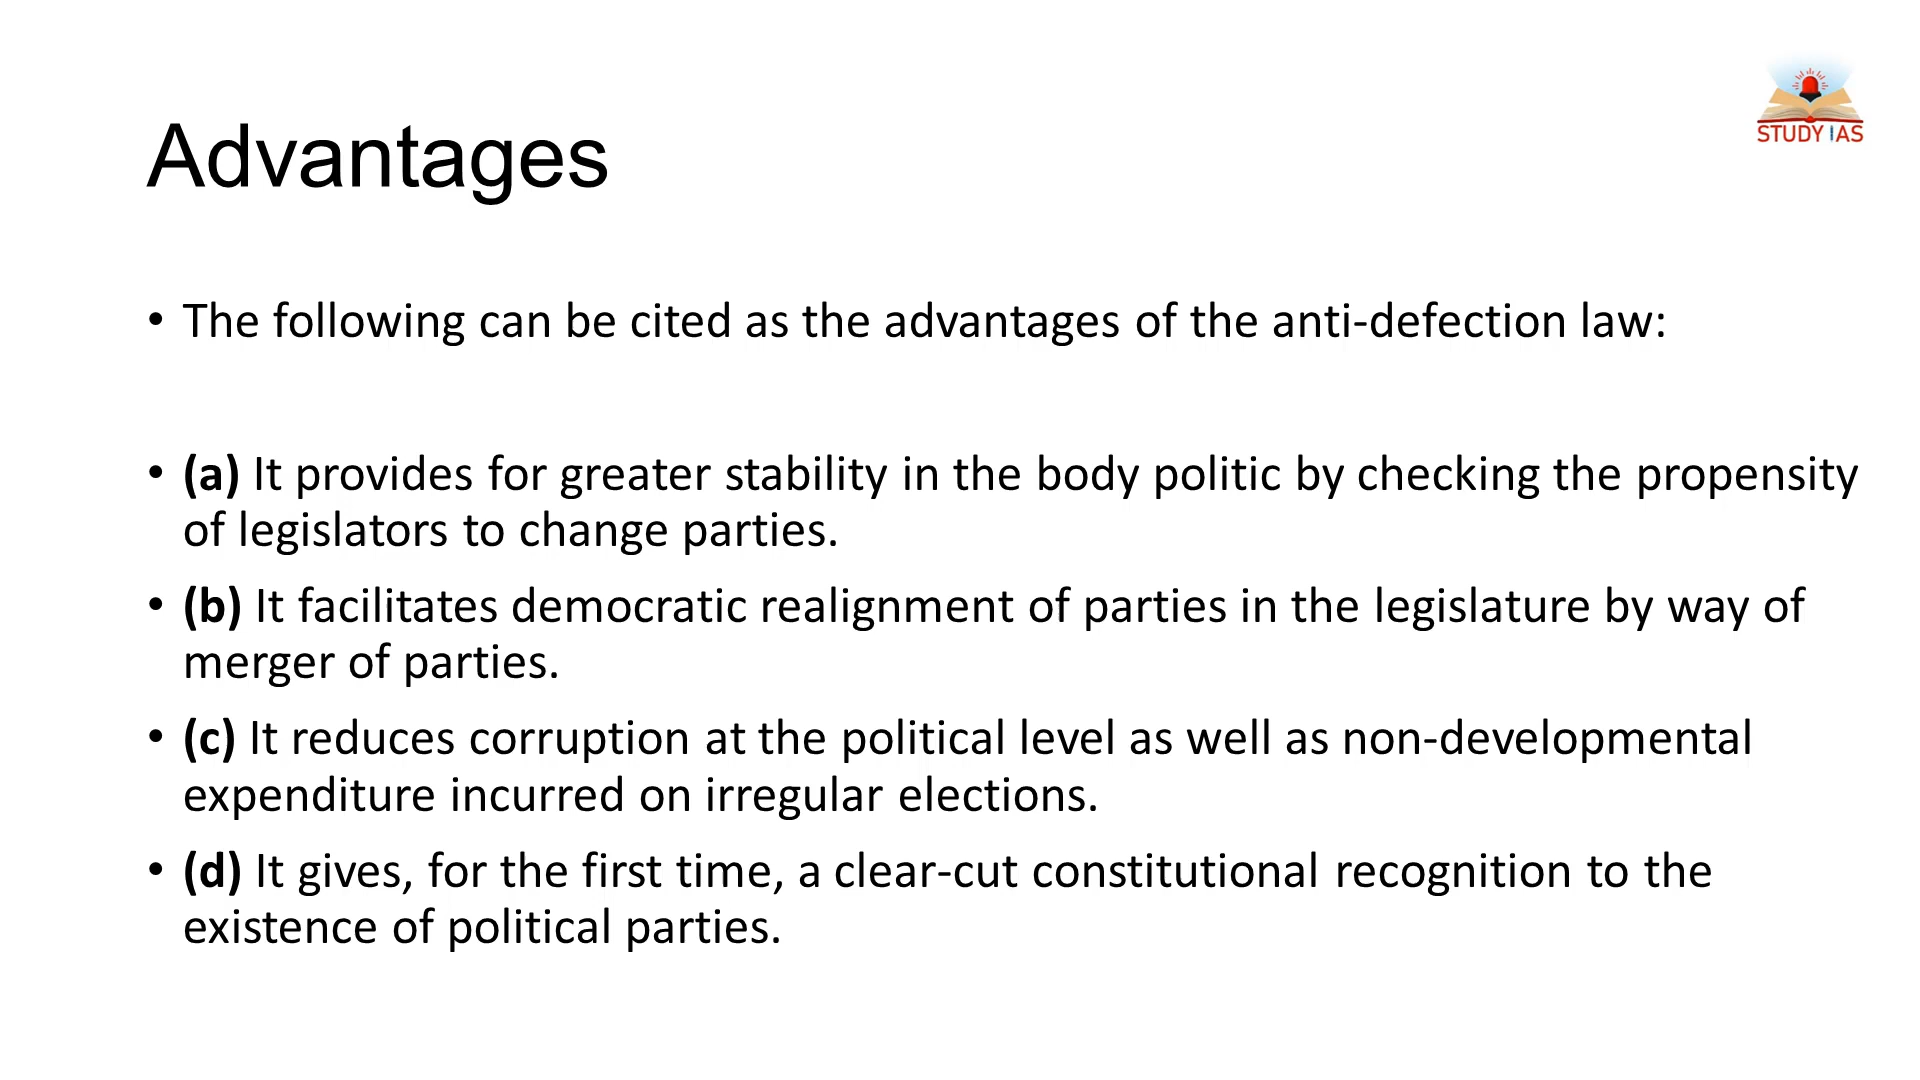 STUDY IAS
Advantages
• The following can be cited as the advantages of the anti-defection law:
• (a) It provides for greater stability in the body politic by checking the propensity
of legislators to change parties.
• (b) It facilitates democratic realignment of parties in the legislature by way of
merger of parties.
• (c) It reduces corruption at the political level as well as non-developmental
expenditure incurred on irregular elections.
• (d) It gives, for the first time, a clear-cut constitutional recognition to the
existence of political parties.